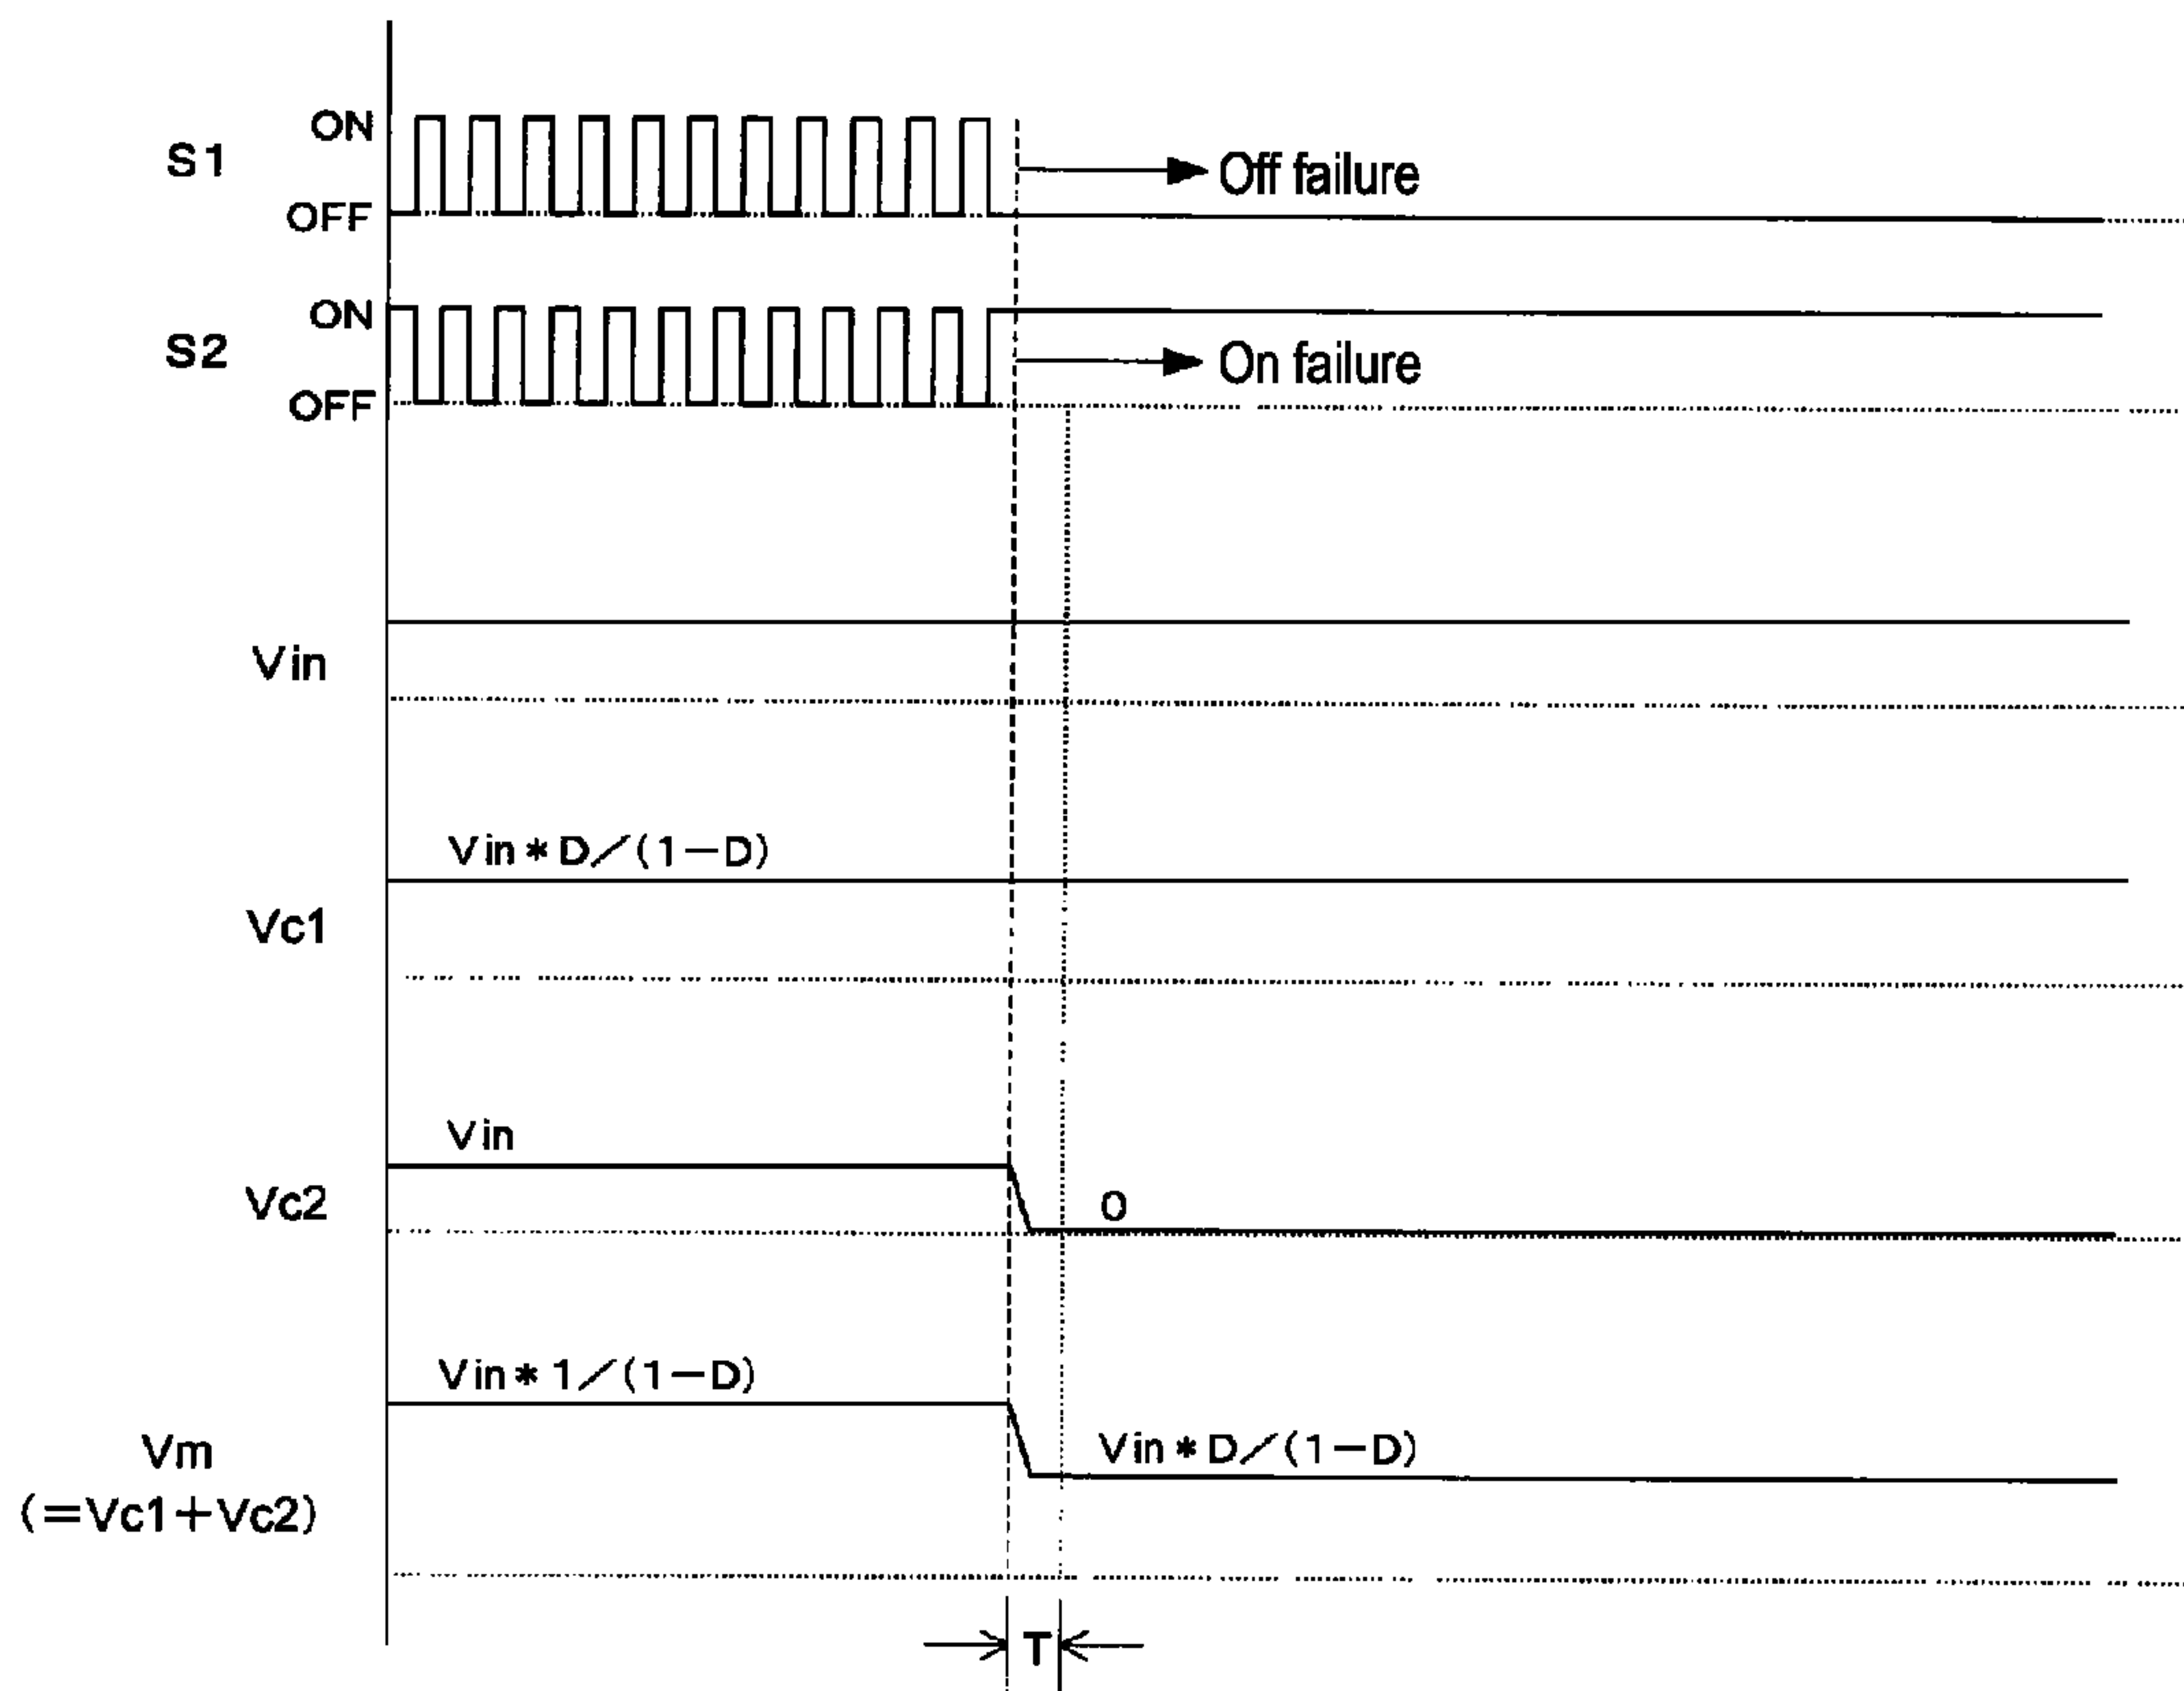 ON
S1
Off failure
OFF
ON
S2
On failure
OFF
Vin
Vin*D/(1-D)
Vc1
Vin
Vc2
0
Vin*1/(1-D)
Vm
(=Vc1+Vc2)
Vin*D/(1-D)
T